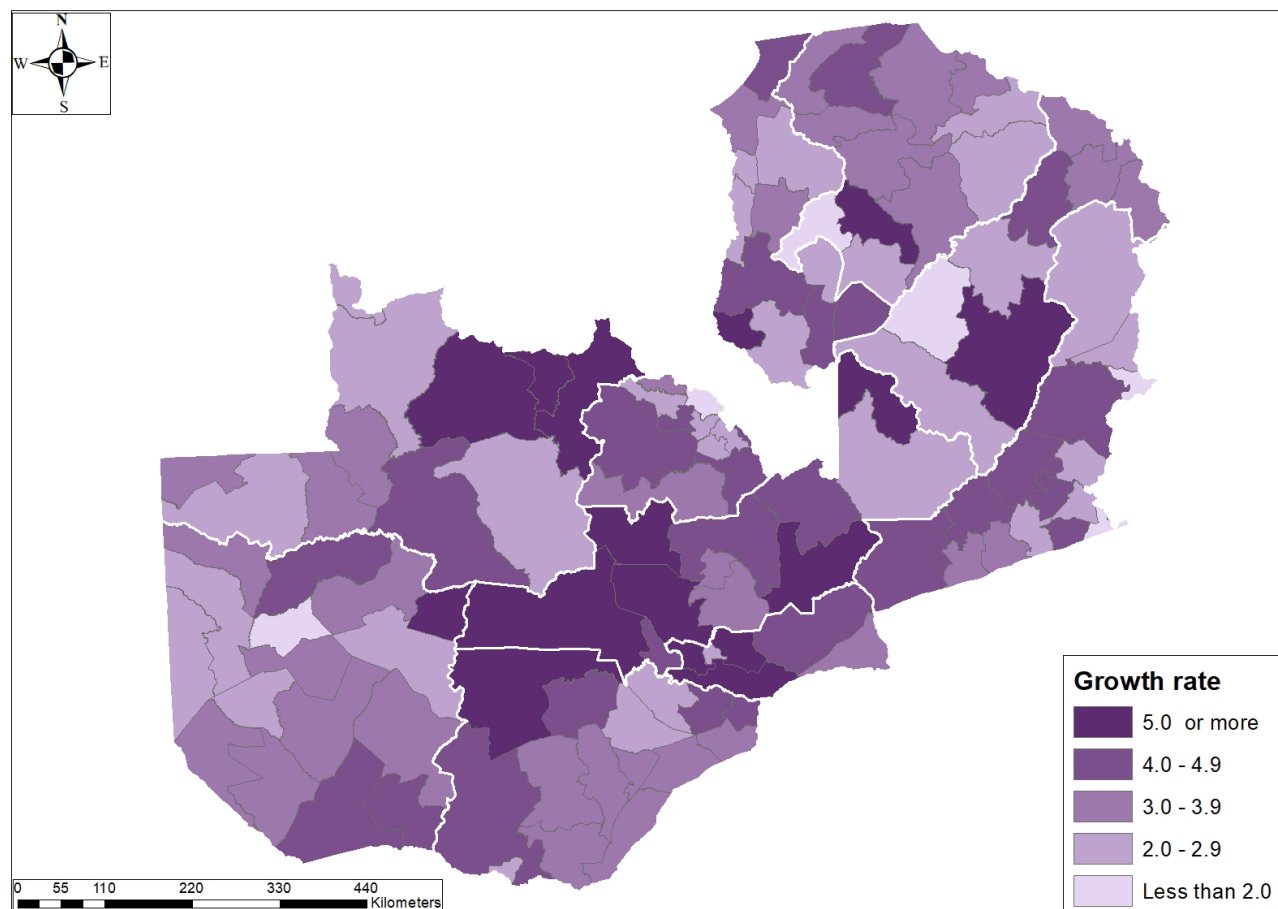 N
W E
S
Growth rate
5.0 or more
4.0 - 4.9
3.0 - 3.9
2.0 - 2.9
Less than 2.0
0 55 110 220 330 440
Kilometers